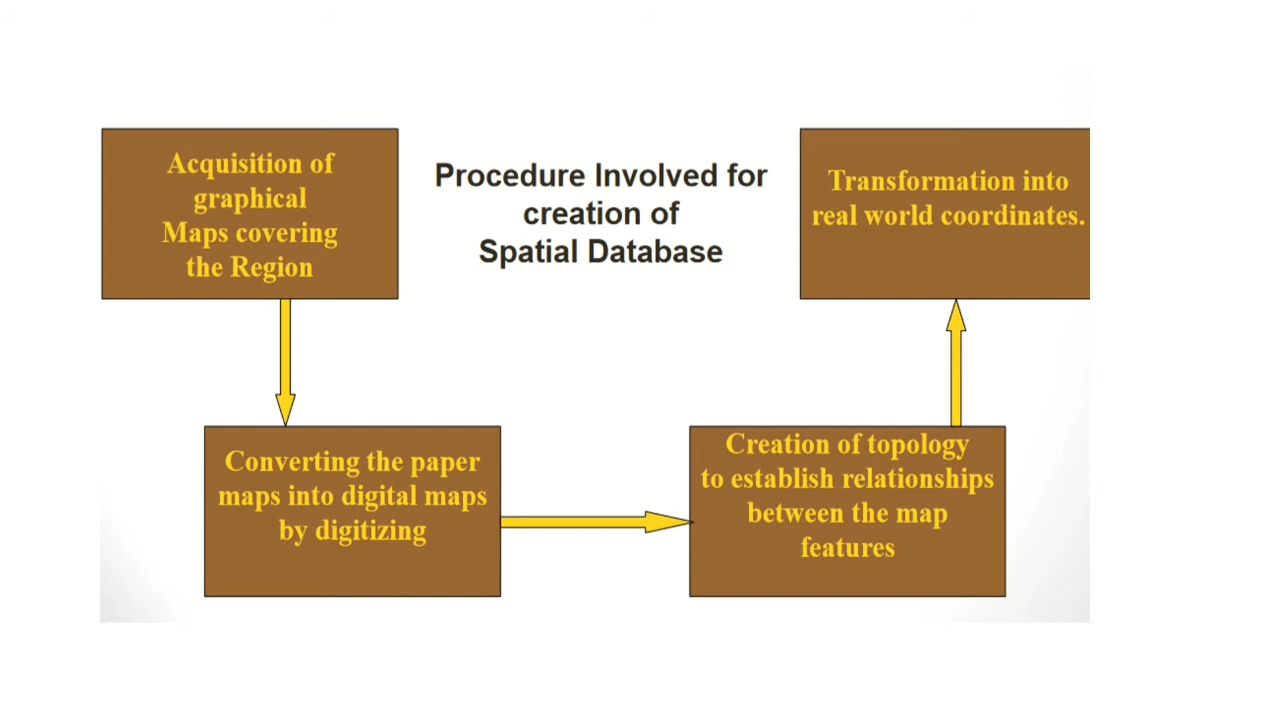 Acquisition of
graphical
Maps covering
the Region
Procedure Involved for
creation of
Spatial Database
Transformation into
real world coordinates.
Converting the paper
maps into digital maps
by digitizing
Creation of topology
to establish relationships
between the map
features